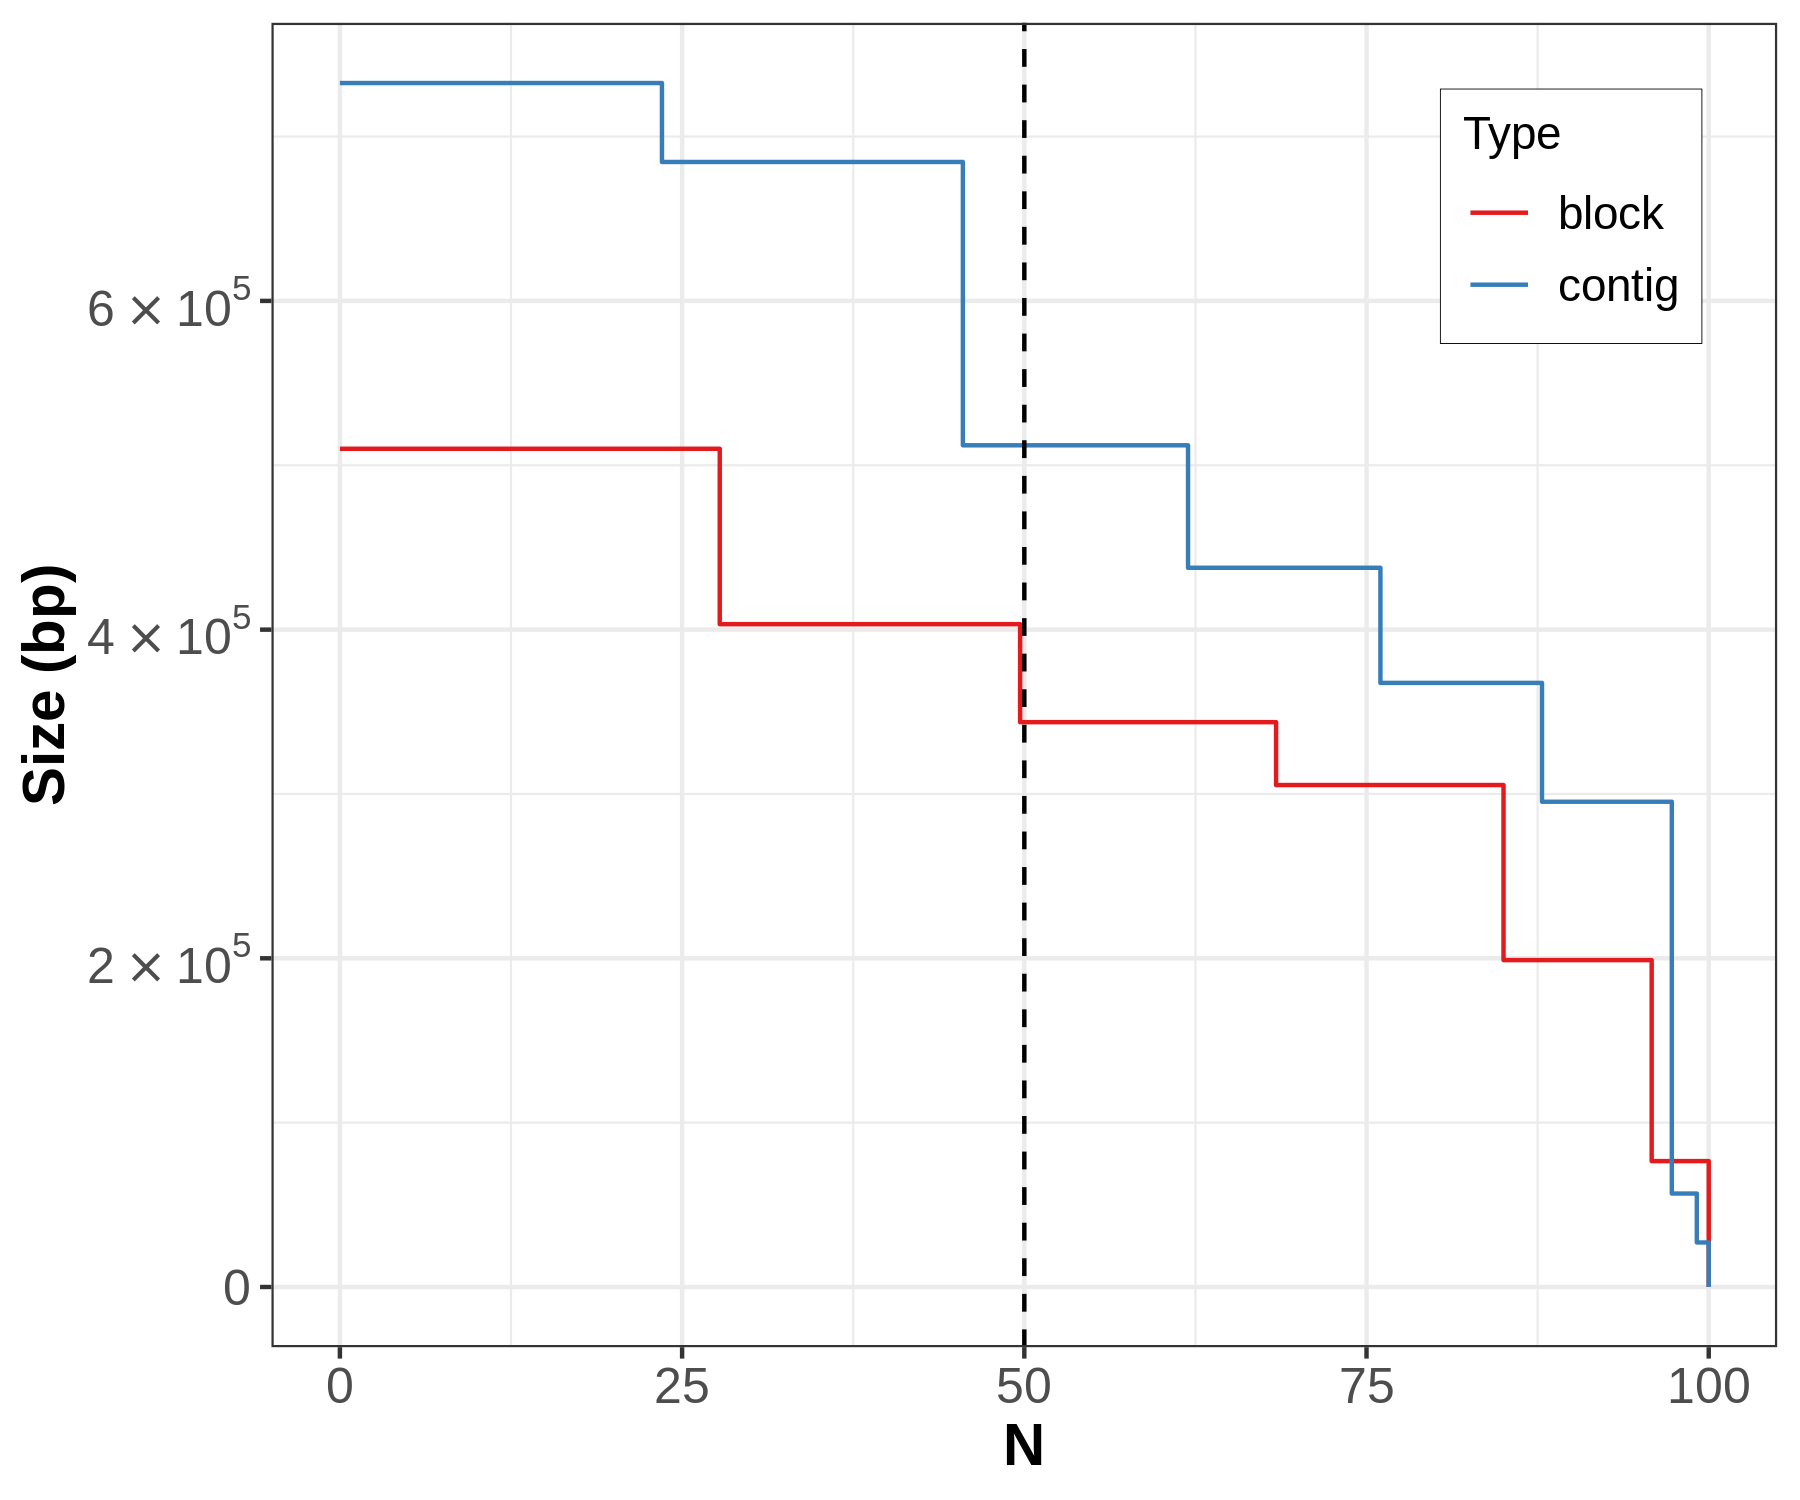 Type
block
contig
6 × 10⁵
4 × 10⁵
2 × 10⁵
0
Size (bp)
0 25 50 75 100
N